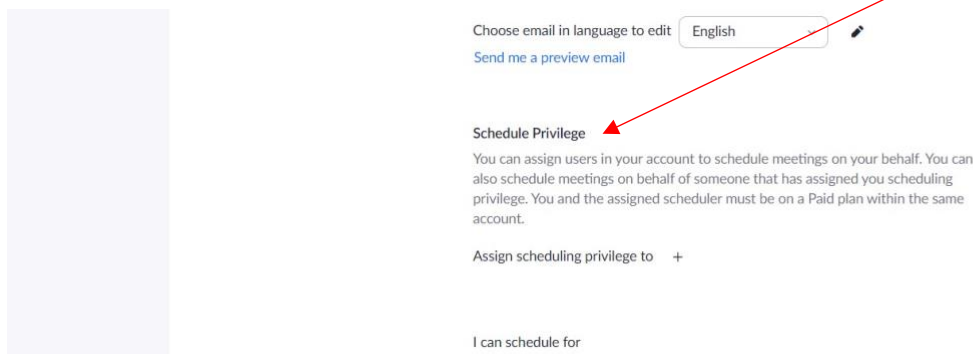 Choose email in language to edit English
Send me a preview email
Schedule Privilege
You can assign users in your account to schedule meetings on your behalf. You can
also schedule meetings on behalf of someone that has assigned you scheduling
privilege. You and the assigned scheduler must be on a Paid plan within the same
account.
Assign scheduling privilege to +
I can schedule for